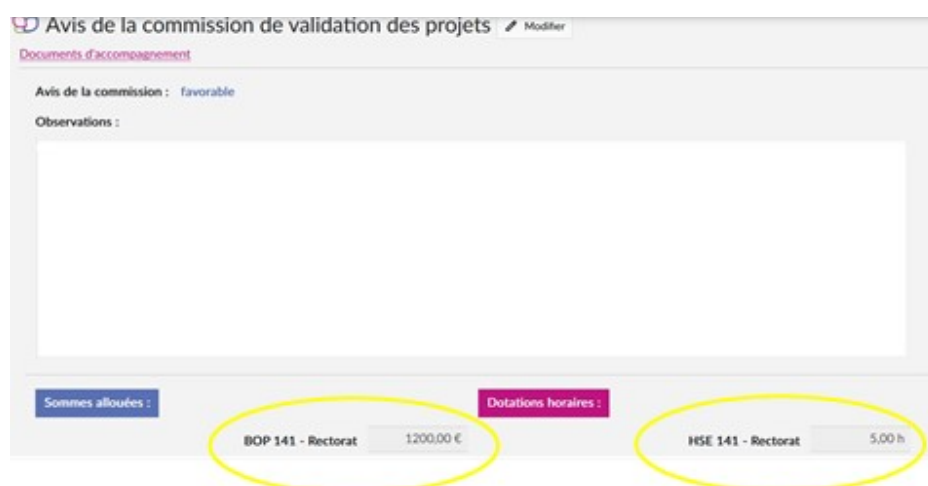 Avis de la commission de validation des projets Modifier
Documents d'accompagnement
Avis de la commission : favorable
Observations :
Sommes allouées : Dotations horaires :
BOP 141 - Rectorat 1200,00 € HSE 141 - Rectorat 5,00 h